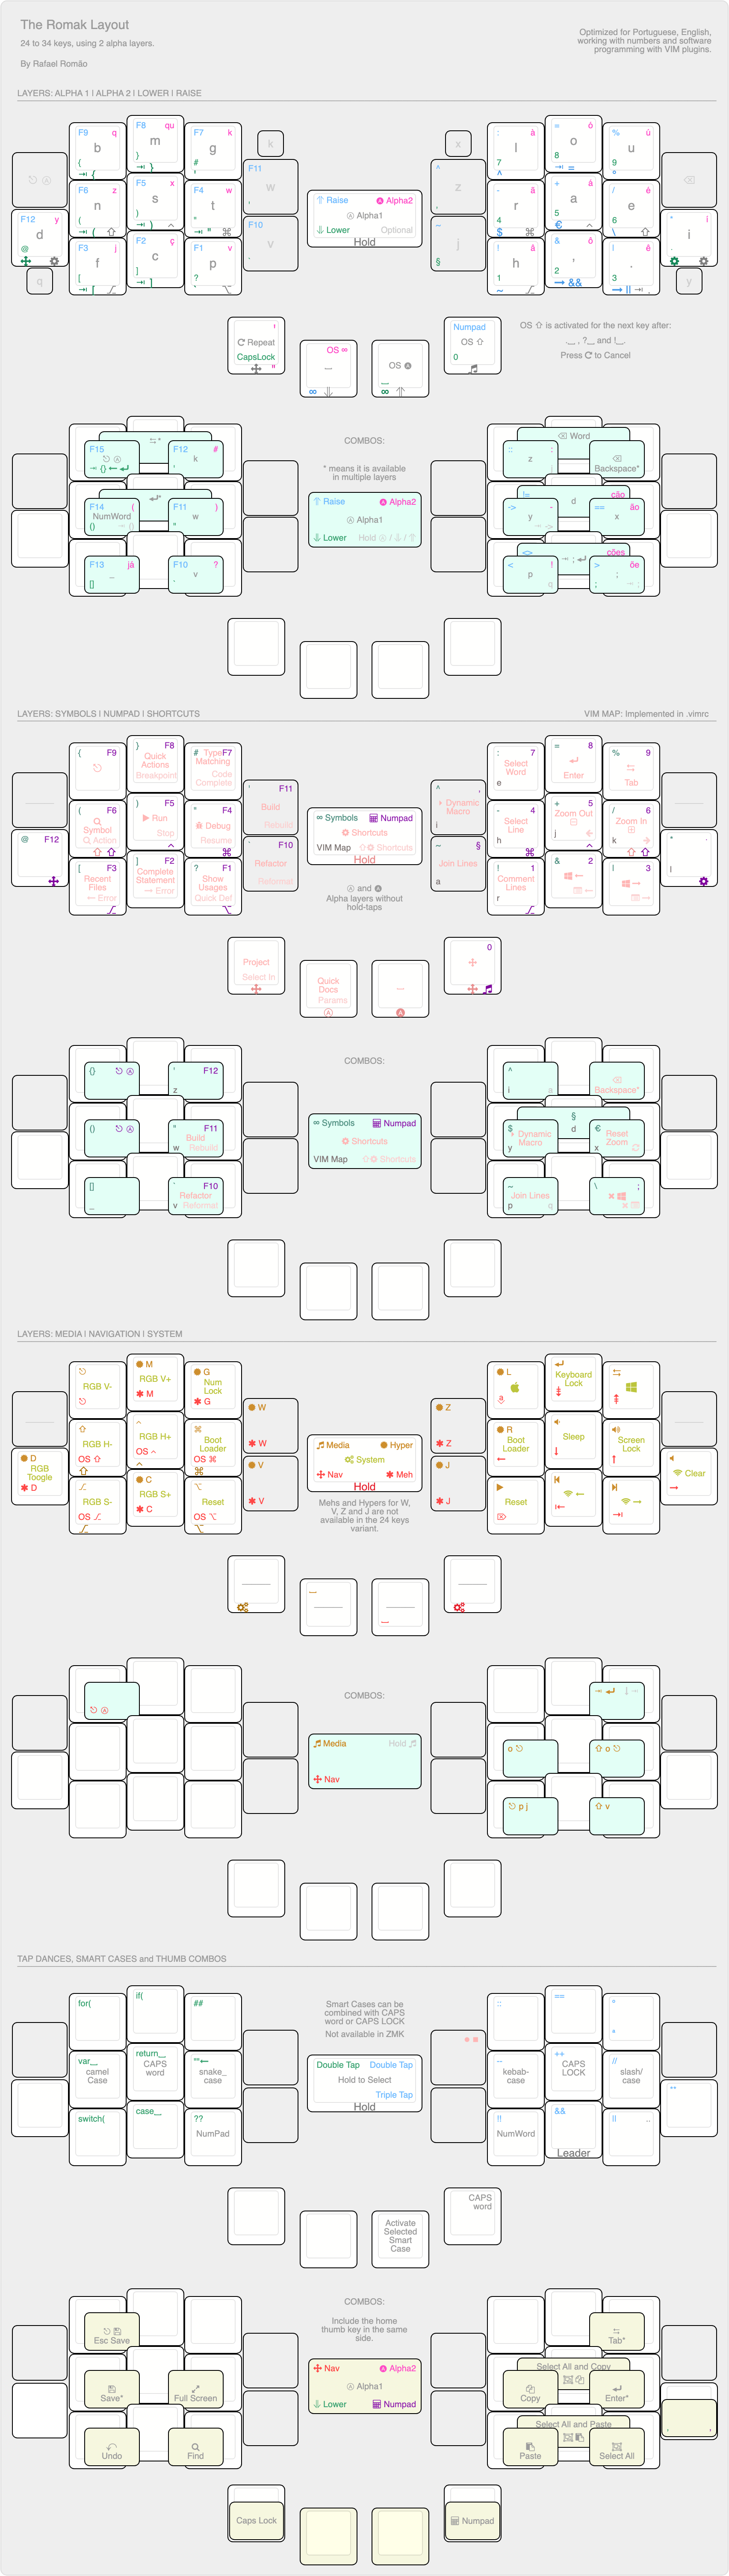 The Romak Layout
24 to 34 keys, using 2 alpha layers.
By Rafael Romão
Optimized for Portuguese, English,
working with numbers and software
programming with VIM plugins.
LAYERS: ALPHA 1 | ALPHA 2 | LOWER | RAISE
F9 q
b
{
F8 qu
m
}
F7 k
g
#
k
F11
w
F6 z
n
(
F5 x
s
)
F4 t w
*
F10
v
F12 y
d
@
F3 j
f
[
F2 ç
c
]
F1 v
p
?
q
Raise Alpha2
Alpha1
Lower Optional
Hold
x
^
z
,
~
j
§
: à
l
7
= ó
o
8
% ú
u
9
- ã
r
4
$
+ á
a
5
€
/ é
e
6
\
! â
h
1
~
& õ
,
2
&&
| ê
.
3
||
i
y
Repeat
CapsLock
"
OS ∞
∞
OS A
∞
Numpad
OS ⇧
0
OS ⇧ is activated for the next key after:
.__ , ?__ and !__.
Press to Cancel
COMBOS:
* means it is available
in multiple layers
F15
F12 #
k
F14 (
NumWord
()
F11 )
w
"
F13 já
_
[]
F10 ?
v
Raise Alpha2
Alpha1
Lower Hold
Word
:: :
z
Backspace*
!= ção
d
-> -
y
== ão
x
<> ções
< !
p q
> õe
;
LAYERS: SYMBOLS | NUMPAD | SHORTCUTS
VIM MAP: Implemented in .vimrc
{ F9
} F8
Quick
Actions
Breakpoint
# Type F7
Matching
Code
Complete
' F11
Build
Rebuild
( F6
Symbol
Action
) F5
Run
Stop
* F4
Debug
Resume
F10
Refactor
Reformat
@ F12
[ F3
Recent
Files
← Error
] F2
Complete
Statement
→ Error
? F1
Show
Usages
Quick Def
∞ Symbols Numpad
Shortcuts
VIM Map Shortcuts
Hold
Ⓐ and 🅐
Alpha layers without
hold-taps
^ ,
Dynamic
Macro
i
~ §
Join Lines
a
: 7
Select
Word
e
= 8
Enter
% 9
Tab
- 4
Select
Line
h
+ 5
Zoom Out
j
/ 6
Zoom In
k
! 1
Comment
Lines
r
& 2
| 3
l
Project
Select In
Quick
Docs
Params
0
COMBOS:
{}
' F12
z
()
" F11
Build
w Rebuild
[]
_
F10
Refactor
v Reformat
∞ Symbols Numpad
Shortcuts
VIM Map Shortcuts
^
i a
Backspace*
§
d
$
Dynamic
Macro
y
€ Reset
Zoom
x
~
Join Lines
p q
\ ;
LAYERS: MEDIA | NAVIGATION | SYSTEM
RGB V-
M
RGB V+
M
G
Num
Lock
G
W
W
RGB H-
OS ⇧
RGB H+
OS ^
Boot
Loader
OS ⌘
V
V
D
RGB
Toogle
D
RGB S-
OS
C
RGB S+
C
Reset
OS ⌥
Media Hyper
System
Nav Meh
Hold
Mehs and Hypers for W,
V, Z and J are not
available in the 24 keys
variant.
Z
Z
J
J
L
a
Keyboard
Lock
R
Boot
Loader
Sleep
Screen
Lock
Clear
Reset
COMBOS:
Media Hold
Nav
o
o
p j
v
TAP DANCES, SMART CASES and THUMB COMBOS
for(
if(
##
var__
camel
Case
return__
CAPS
word
""←
snake_
case
switch(
case__
??
NumPad
Smart Cases can be
combined with CAPS
word or CAPS LOCK
Not available in ZMK
Double Tap Double Tap
Hold to Select
Triple Tap
Hold
::
==
--
kebab-
case
++
CAPS
LOCK
//
slash/
case
!!
NumWord
&&
Leader
|| ..
Activate
Selected
Smart
Case
CAPS
word
COMBOS:
Include the home
thumb key in the same
side.
Esc Save
Save*
Full Screen
Undo
Find
Nav Alpha2
Alpha1
Lower Numpad
Tab*
Select All and Copy
Copy
Enter*
Select All and Paste
Paste
Select All
Caps Lock
Numpad